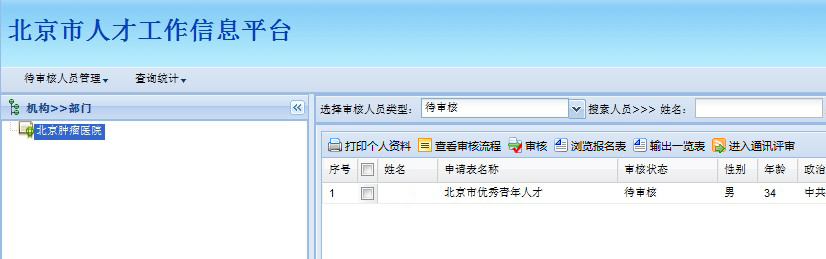 北京市人才工作信息平台
待审核人员管理 查询统计
机构>>部门
选择审核人员类型： 待审核 搜素人员>>> 姓名：
北京肿瘤医院
打印个人资料 查看审核流程 审核 浏览报名表 输出一览表 进入通讯评审
序号 姓名 申请表名称 审核状态 性别 年龄 政治
1 北京市优秀青年人才 待审核 男 34 中共